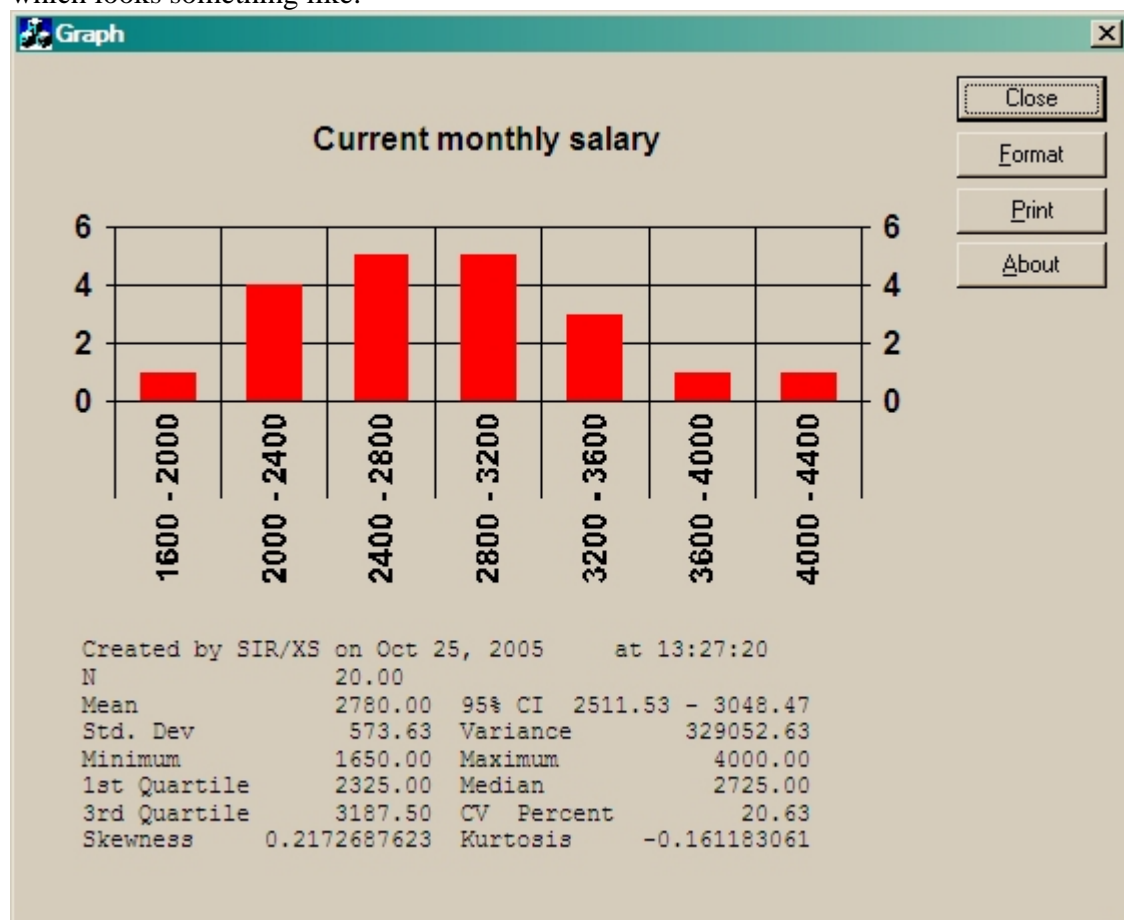 which looks something like:
Graph
Close
Format
Print
About
Current monthly salary
6 6
4 4
2 2
0 0
1600 - 2000
2000 - 2400
2400 - 2800
2800 - 3200
3200 - 3600
3600 - 4000
4000 - 4400
Created by SIR/XS on Oct 25, 2005 at 13:27:20
N 20.00
Mean 2780.00 95% CI 2511.53 - 3048.47
Std. Dev 573.63 Variance 329052.63
Minimum 1650.00 Maximum 4000.00
1st Quartile 2325.00 Median 2725.00
3rd Quartile 3187.50 CV Percent 20.63
Skewness 0.2172687623 Kurtosis -0.161183061